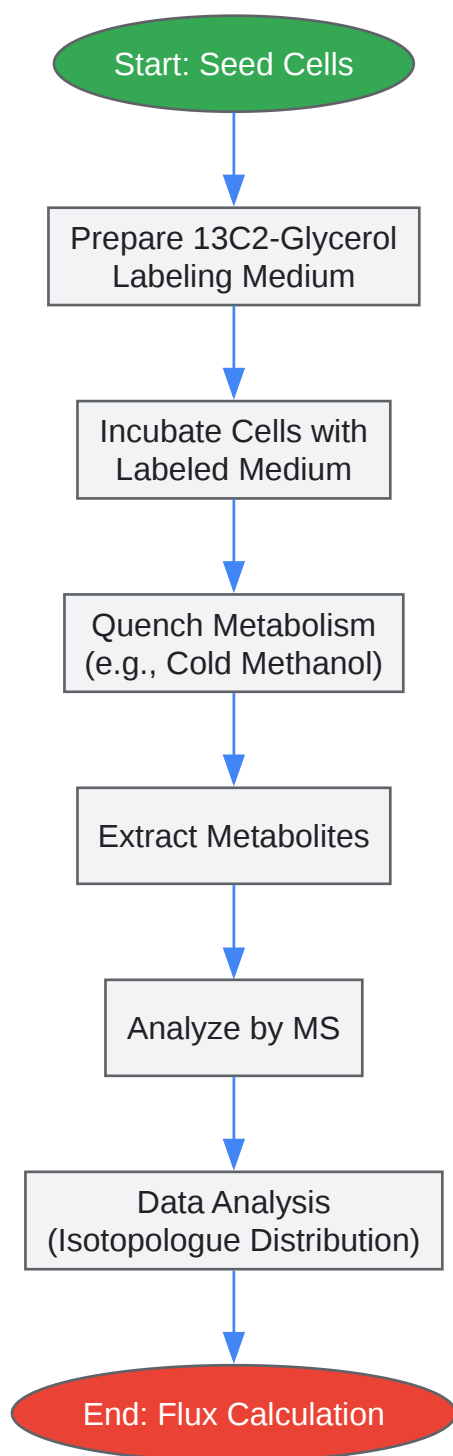 Start: Seed Cells
Prepare 13C2-Glycerol
Labeling Medium
Incubate Cells with
Labeled Medium
Quench Metabolism
(e.g., Cold Methanol)
Extract Metabolites
Analyze by MS
Data Analysis
(Isotopologue Distribution)
End: Flux Calculation